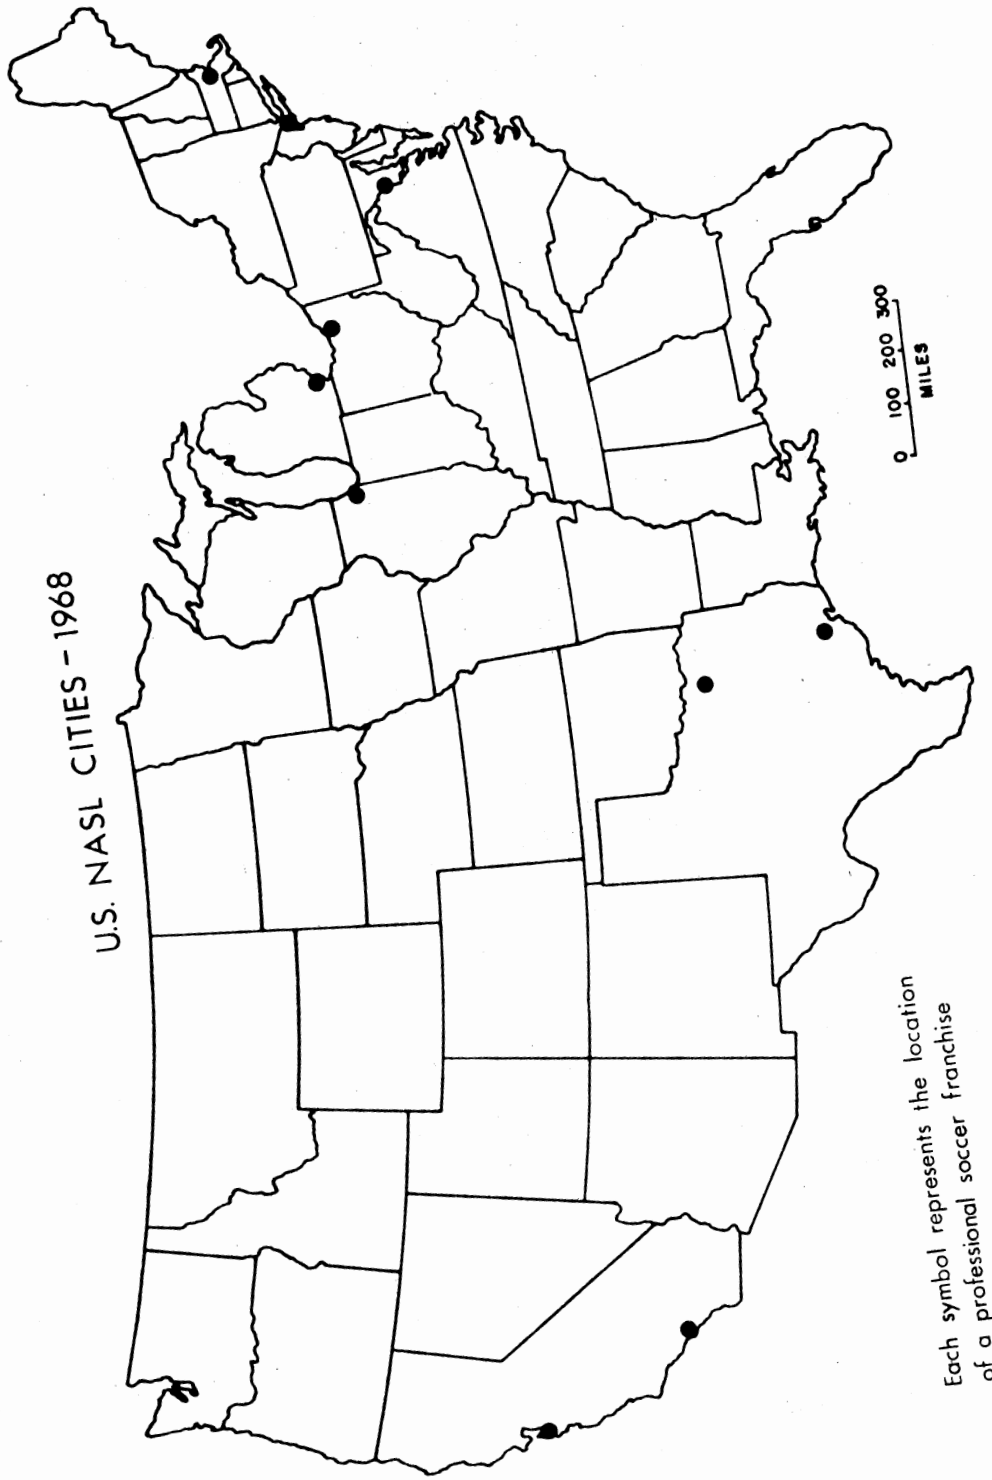 U.S. NASL CITIES – 1968
0 100 200 300
MILES
Each symbol represents the location
of a professional soccer franchise